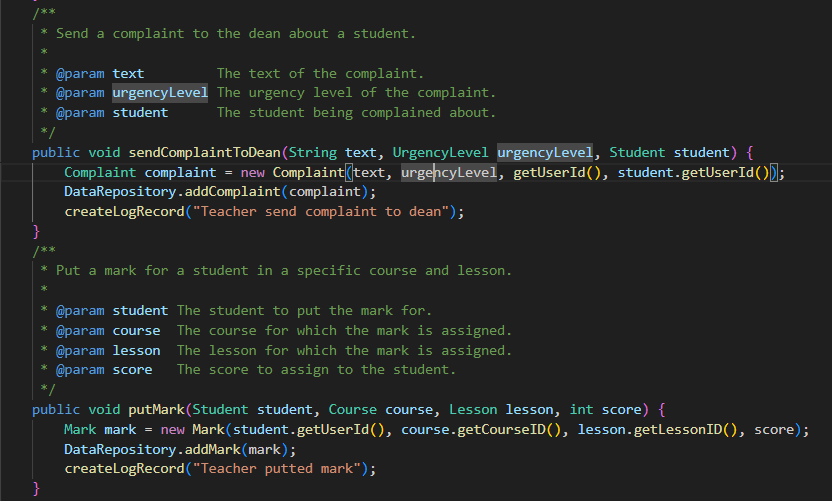 /**
* Send a complaint to the dean about a student.
*
* @param text         The text of the complaint.
* @param urgencyLevel The urgency level of the complaint.
* @param student      The student being complained about.
*/
public void sendComplaintToDean(String text, UrgencyLevel urgencyLevel, Student student) {
Complaint complaint = new Complaint(text, urgencyLevel, getUserId(), student.getUserId());
DataRepository.addComplaint(complaint);
createLogRecord("Teacher send complaint to dean");
}
/**
* Put a mark for a student in a specific course and lesson.
*
* @param student The student to put the mark for.
* @param course  The course for which the mark is assigned.
* @param lesson  The lesson for which the mark is assigned.
* @param score   The score to assign to the student.
*/
public void putMark(Student student, Course course, Lesson lesson, int score) {
Mark mark = new Mark(student.getUserId(), course.getCourseID(), lesson.getLessonID(), score);
DataRepository.addMark(mark);
createLogRecord("Teacher putted mark");
}